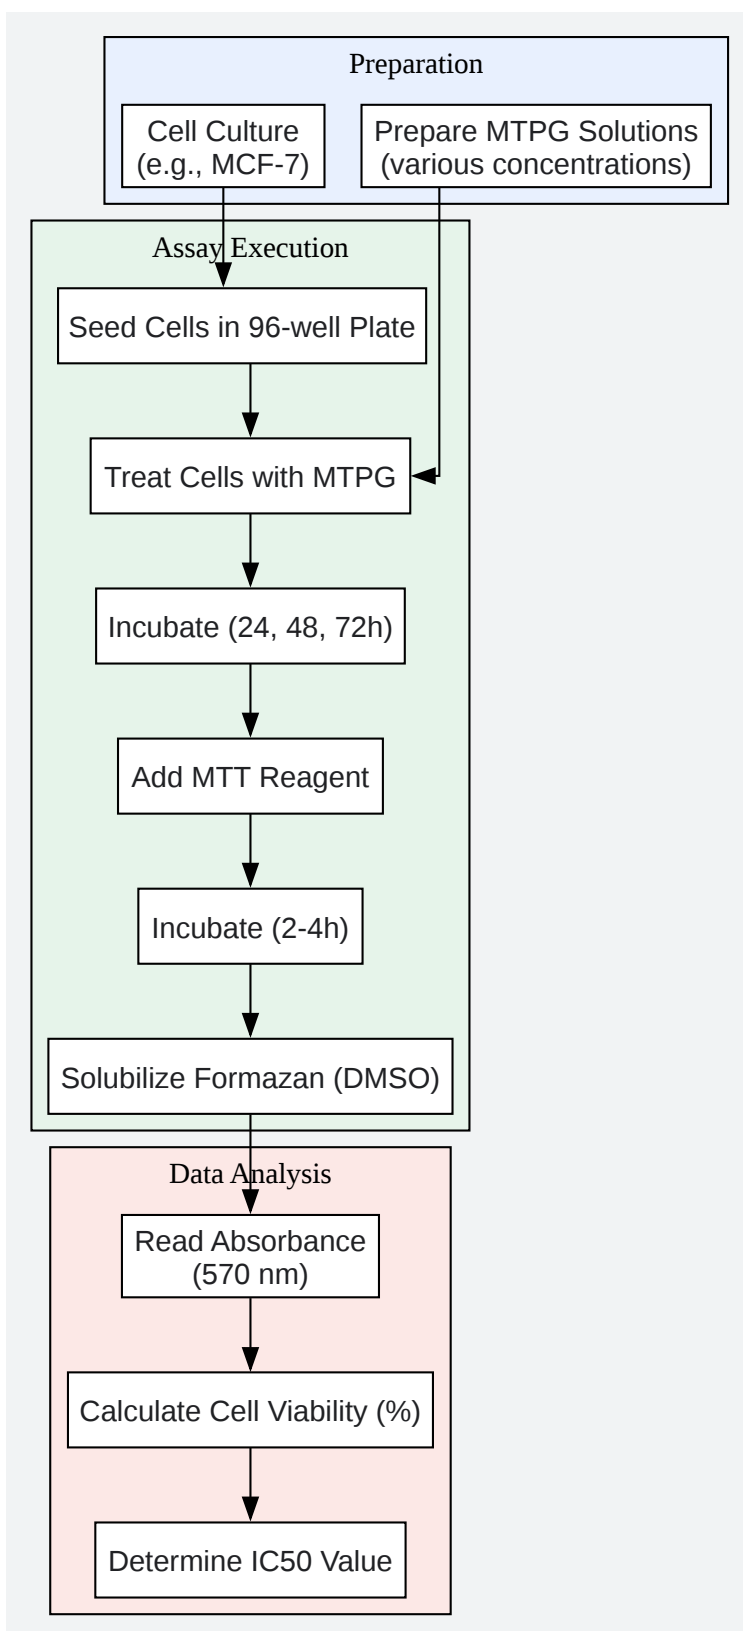 Preparation
Cell Culture
(e.g., MCF-7)
Prepare MTPG Solutions
(various concentrations)
Assay Execution
Seed Cells in 96-well Plate
Treat Cells with MTPG
Incubate (24, 48, 72h)
Add MTT Reagent
Incubate (2-4h)
Solubilize Formazan (DMSO)
Data Analysis
Read Absorbance
(570 nm)
Calculate Cell Viability (%)
Determine IC50 Value